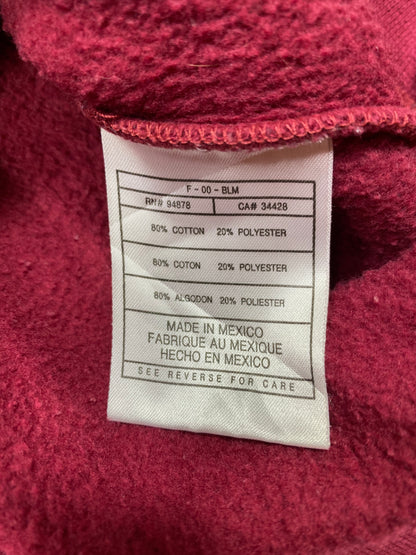 F - 00 - BLM
RN# 94878 CA# 34428
80% COTTON 20% POLYESTER
80% COTON 20% POLYESTER
80% ALGODON 20% POLIESTER
MADE IN MEXICO
FABRIQUE AU MEXIQUE
HECHO EN MEXICO
SEE REVERSE FOR CARE